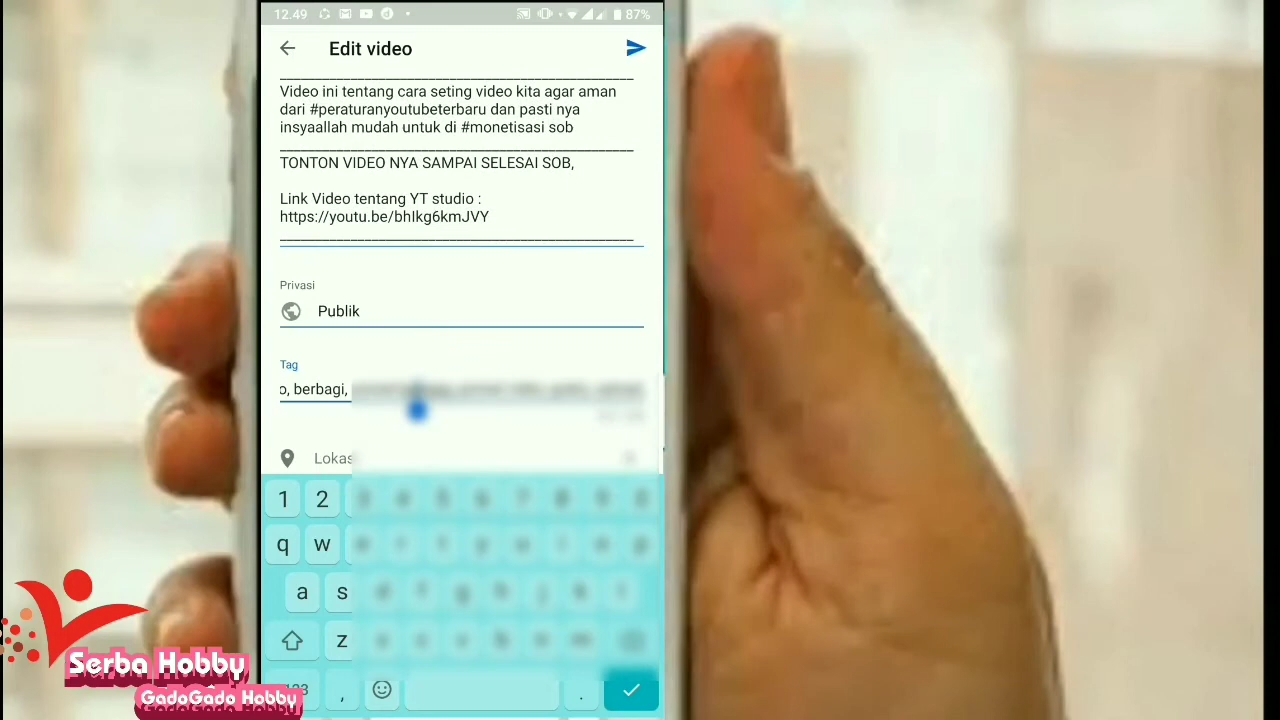 12.49
87%
Edit video
Video ini tentang cara seting video kita agar aman
dari #peraturanyoutubeterbaru dan pasti nya
insyaallah mudah untuk di #monetisasi sob
TONTON VIDEO NYA SAMPAI SELESAI SOB,
Link Video tentang YT studio :
https://youtu.be/bhIkg6kmJVY
Privasi
Publik
Tag
o, berbagi,
Lokas
1 2
q w
a s
z
, .
Serba Hobby
GadoGado Hobby